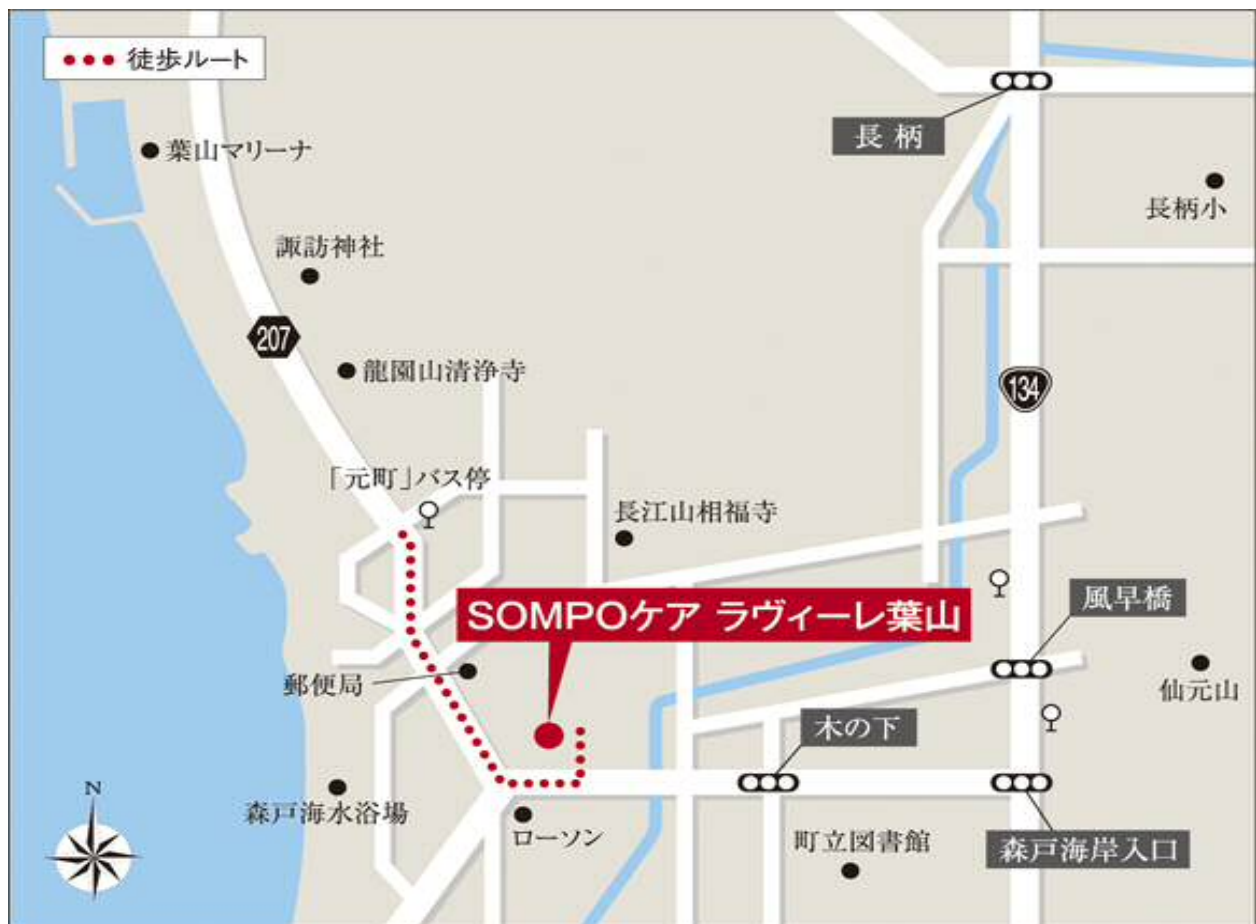 徒歩ルート
長柄
葉山マリーナ
長柄小
諏訪神社
207
龍園山清浄寺
134
「元町」バス停
長江山相福寺
SOMPOケア ラヴィーレ葉山
風早橋
郵便局
仙元山
木の下
N
森戸海水浴場
ローソン
町立図書館
森戸海岸入口